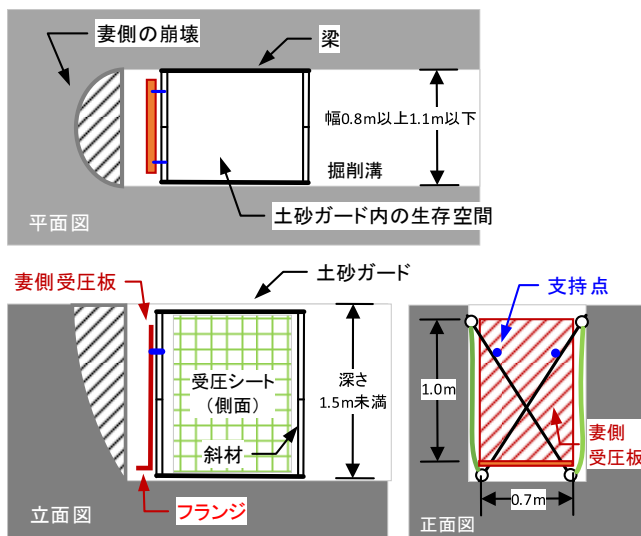 妻側の崩壊
梁
幅0.8m以上1.1m以下
掘削溝
土砂ガード内の生存空間
平面図
土砂ガード
妻側受圧板
支持点
受圧シート
（側面）
深さ
1.5m未満
1.0m
斜材
妻側
受圧板
フランジ
0.7m
立面図
正面図